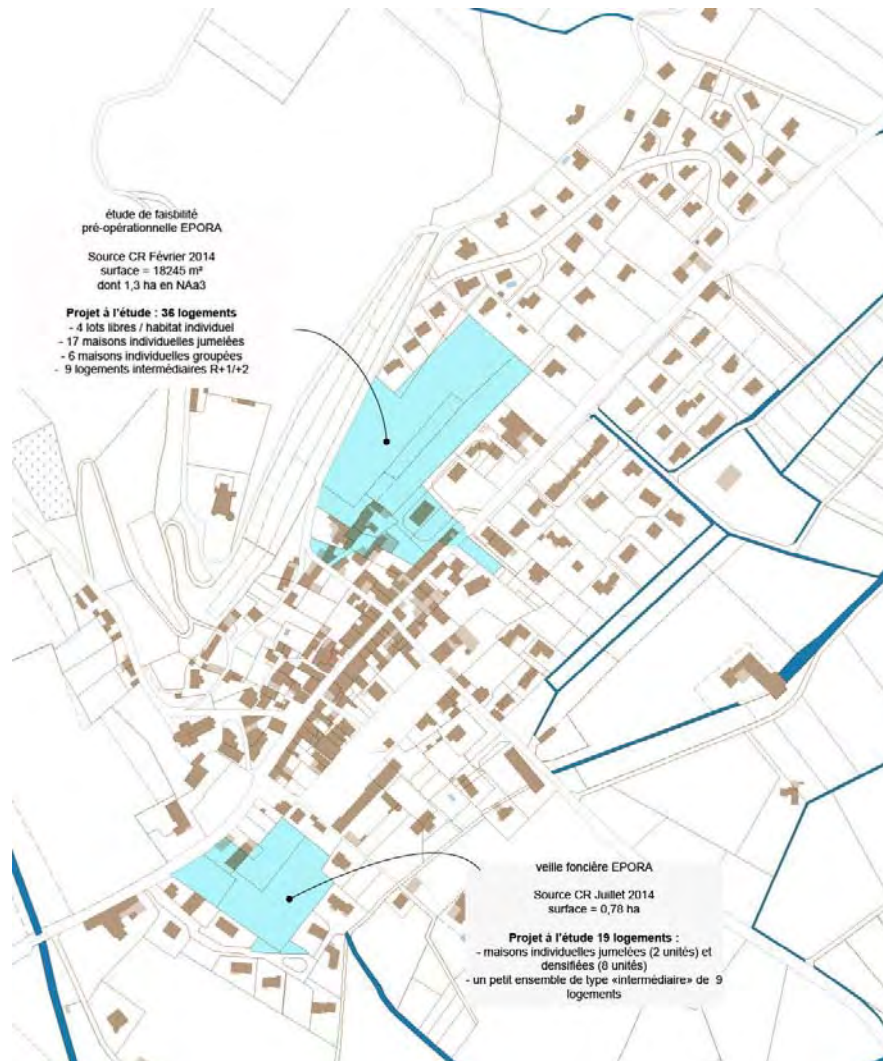 étude de faisbilité
pré-opérationnelle EPORA
Source CR Février 2014
surface = 18245 m²
dont 1,3 ha en NAa3
Projet à l'étude : 36 logements
- 4 lots libres / habitat individuel
- 17 maisons individuelles jumelées
- 6 maisons individuelles groupées
- 9 logements intermédiaires R+1/+2
veille foncière EPORA
Source CR Juillet 2014
surface = 0,78 ha
Projet à l'étude 19 logements :
- maisons individuelles jumelées (2 unités) et
densifiées (8 unités)
- un petit ensemble de type «intermédiaire» de 9
logements